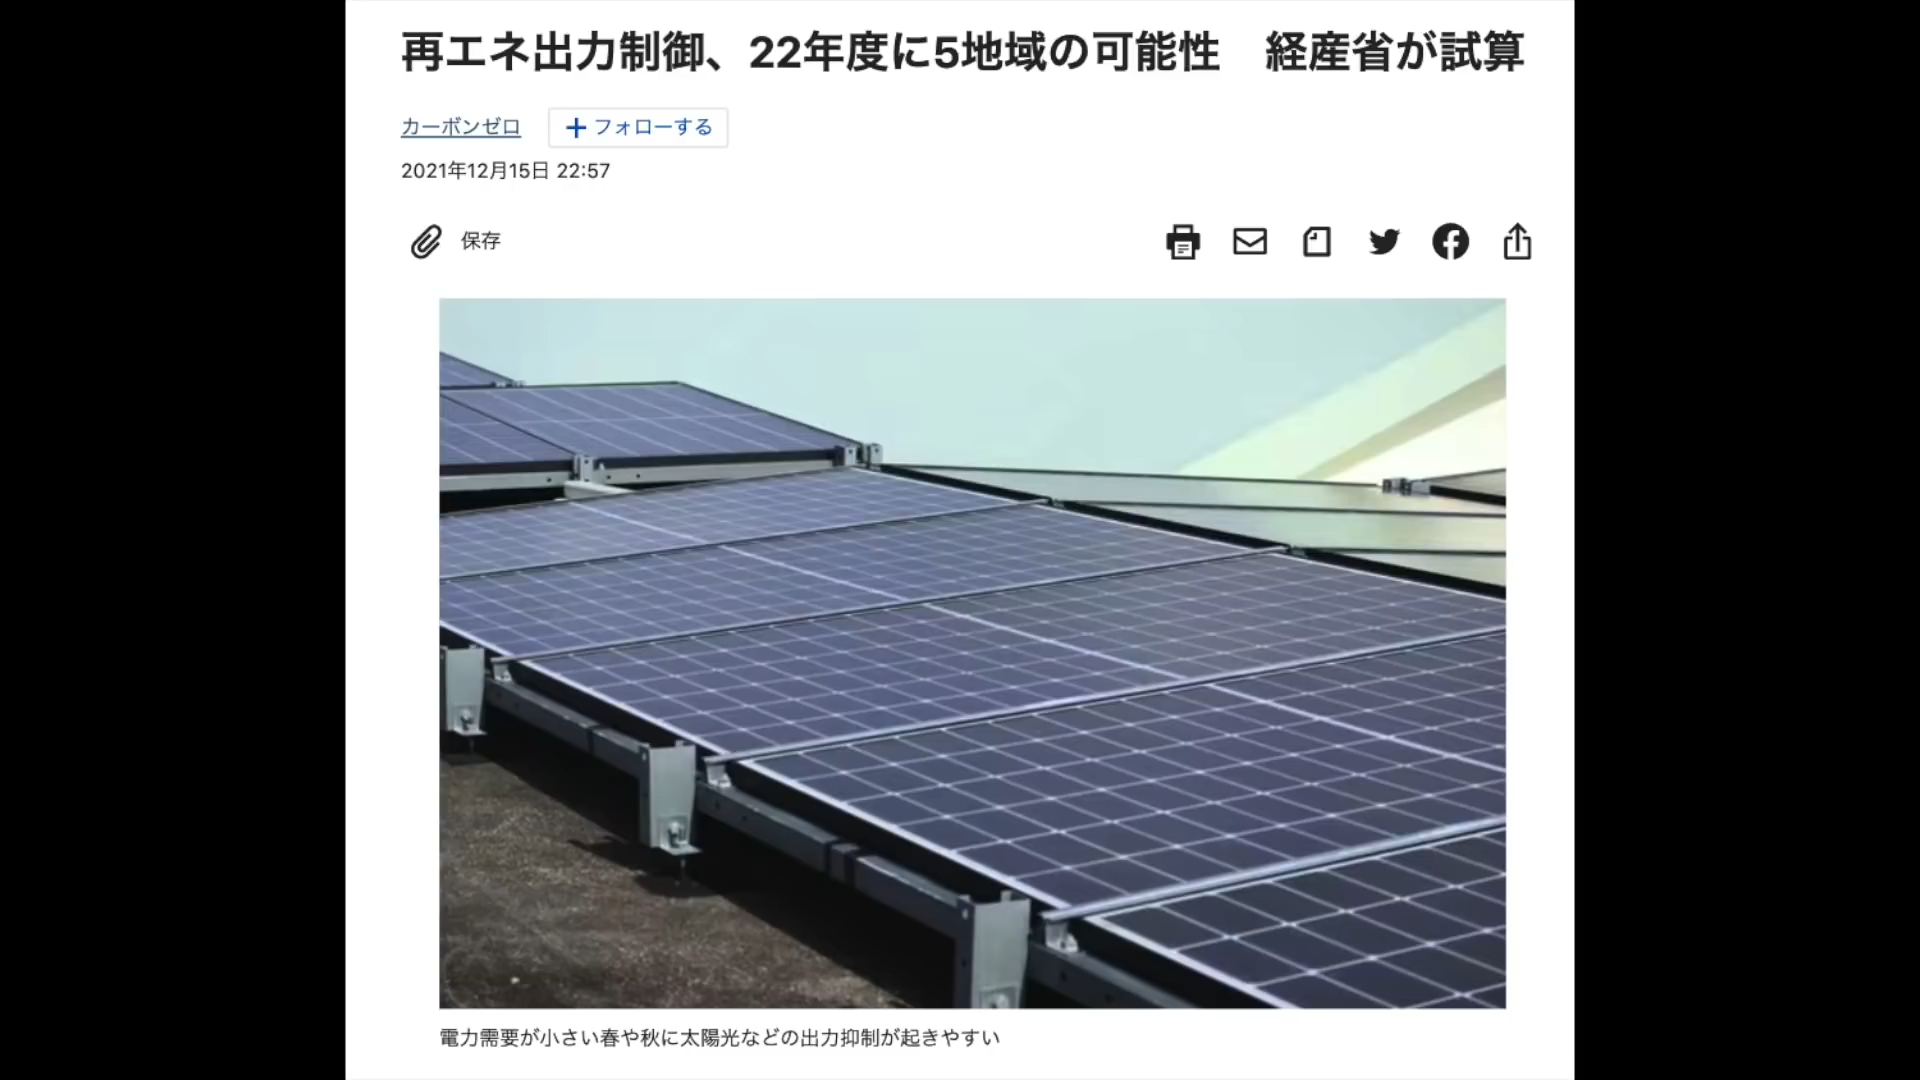 再エネ出力制御、22年度に5地域の可能性　経産省が試算
カーボンゼロ
フォローする
2021年12月15日 22:57
保存
電力需要が小さい春や秋に太陽光などの出力抑制が起きやすい